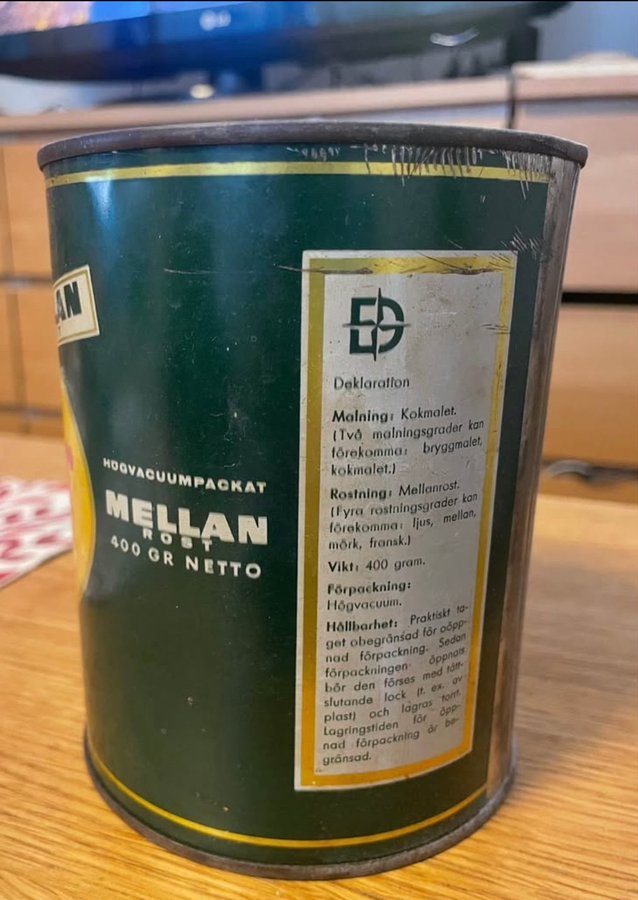 LG
AN
HÖGVACUUMPACKAT
MELLAN
ROST
400 GR NETTO
ED
Deklaration
Malning: Kokmalet.
(Två malningsgrader kan
förekomma: bryggmalet,
kokmalet.)
Rostning: Mellanrost.
(Fyra rostningsgrader kan
förekomma: ljus, mellan,
mörk, fransk.)
Vikt: 400 gram.
Förpackning:
Högvacuum.
Hållbarhet: Praktiskt ta-
get obegränsad för oöpp-
nad förpackning. Sedan
förpackningen öppnats
bör den förses med tätt-
slutande lock (t. ex. av
plast) och lagras torrt.
Lagringstiden för öpp-
nad förpackning är be-
gränsad.